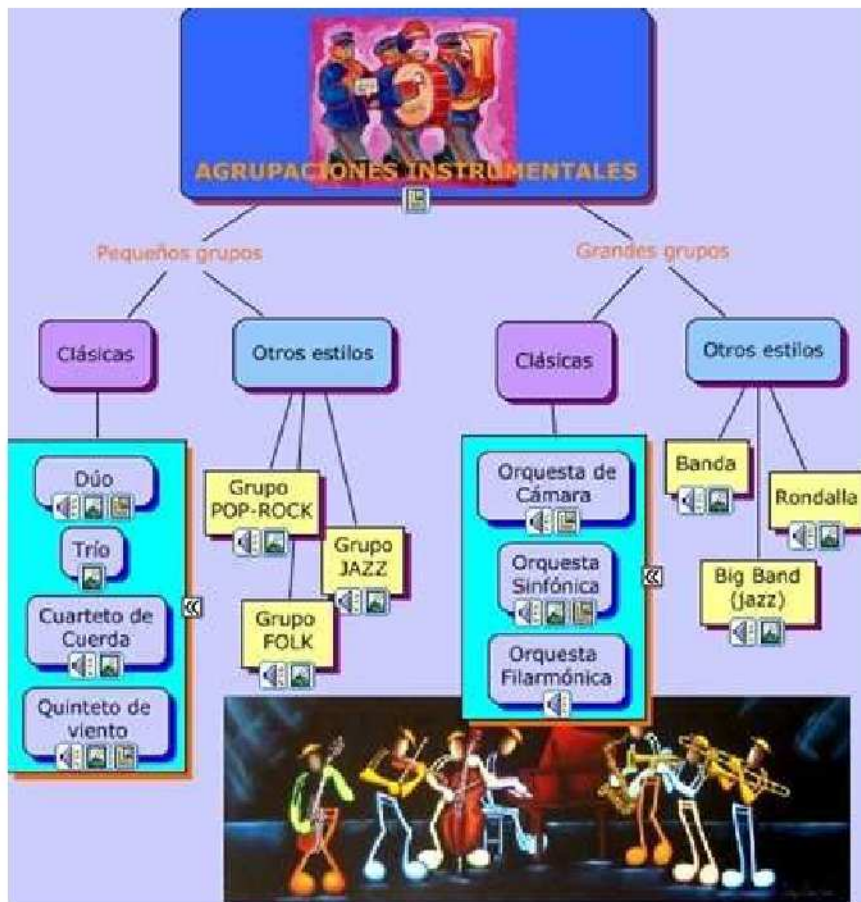 AGRUPACIONES INSTRUMENTALES
Pequeños grupos
Grandes grupos
Clásicas
Otros estilos
Clásicas
Otros estilos
Dúo
Trío
Cuarteto de
Cuerda
Quinteto de
viento
Grupo
POP-ROCK
Grupo
JAZZ
Grupo
FOLK
Orquesta de
Cámara
Orquesta
Sinfónica
Orquesta
Filarmónica
Banda
Rondalla
Big Band
(jazz)